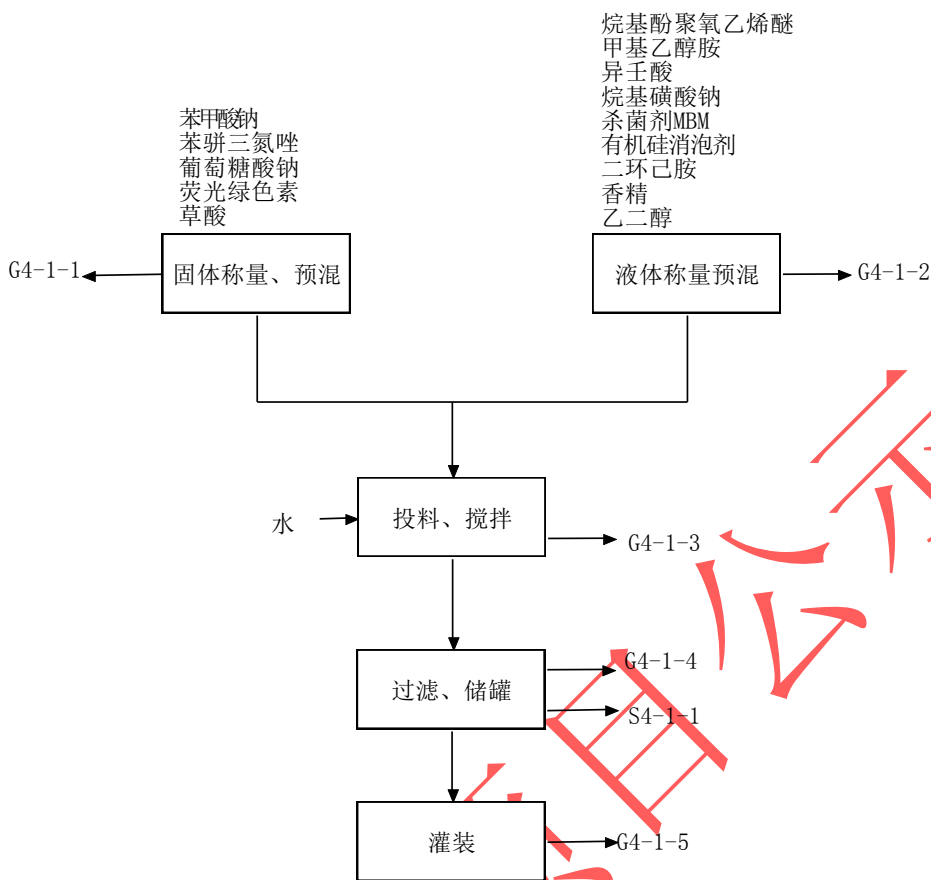 烷基酚聚氧乙烯醚
甲基乙醇胺
异壬酸
烷基磺酸钠
杀菌剂MBM
有机硅消泡剂
二环己胺
香精
乙二醇
苯甲酸钠
苯骈三氮唑
葡萄糖酸钠
荧光绿色素
草酸
G4-1-1
固体称量、预混
液体称量预混
G4-1-2
水
投料、搅拌
G4-1-3
过滤、储罐
G4-1-4
S4-1-1
灌装
G4-1-5
公
目